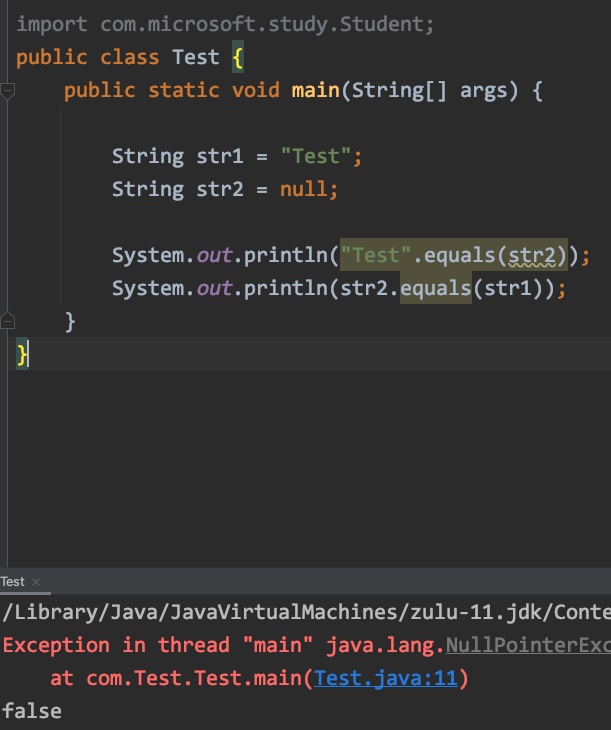 import com.microsoft.study.Student;
public class Test {
public static void main(String[] args) {
String str1 = "Test";
String str2 = null;
System.out.println("Test".equals(str2));
System.out.println(str2.equals(str1));
}
}
Test ×
/Library/Java/JavaVirtualMachines/zulu-11.jdk/Conte
Exception in thread "main" java.lang.NullPointerExc
at com.Test.Test.main(Test.java:11)
false